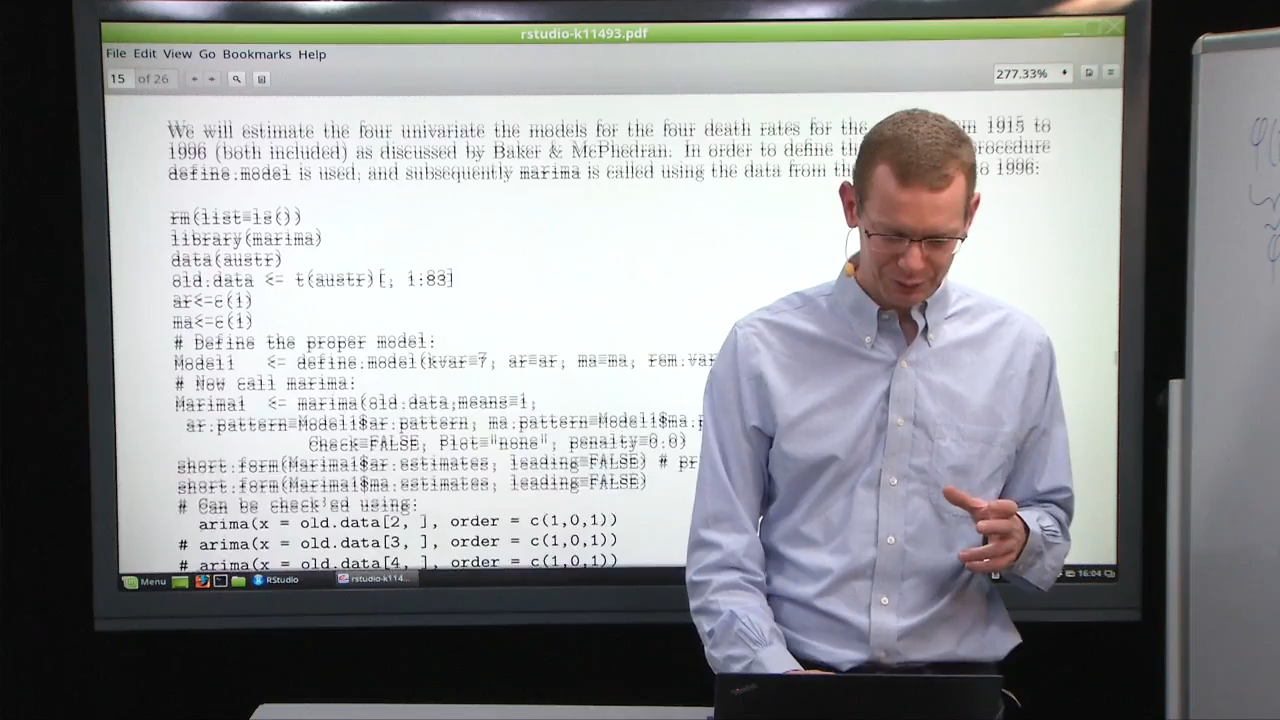 rstudio-k11493.pdf
File Edit View Go Bookmarks Help
15 of 26
277.33%
We will estimate the four univariate the models for the four death rates for the 1915 to
1996 (both included) as discussed by Baker & McPhedran. In order to define
define.model is used, and subsequently marima is called using the data from 1996:
rm(list=ls())
library(marima)
data(austr)
old.data <- t(austr)[, 1:83]
ar<-c(1)
ma<-c(1)
# Define the proper model:
Model1 <- define.model(kvar=7, ar=ar, ma=ma, rem.var
# Now call marima:
Marima1 <- marima(old.data,means=1,
ar.pattern=Model1$ar.pattern, ma.pattern=Model1$ma.p
Check=FALSE, Plot="none", penalty=0.0)
short.form(Marima1$ar.estimates, leading=FALSE) # pr
short.form(Marima1$ma.estimates, leading=FALSE)
# Can be check'ed using:
arima(x = old.data[2, ], order = c(1,0,1))
# arima(x = old.data[3, ], order = c(1,0,1))
# arima(x = old.data[4, ], order = c(1,0,1))
Menu RStudio rstudio-k114... 16:04